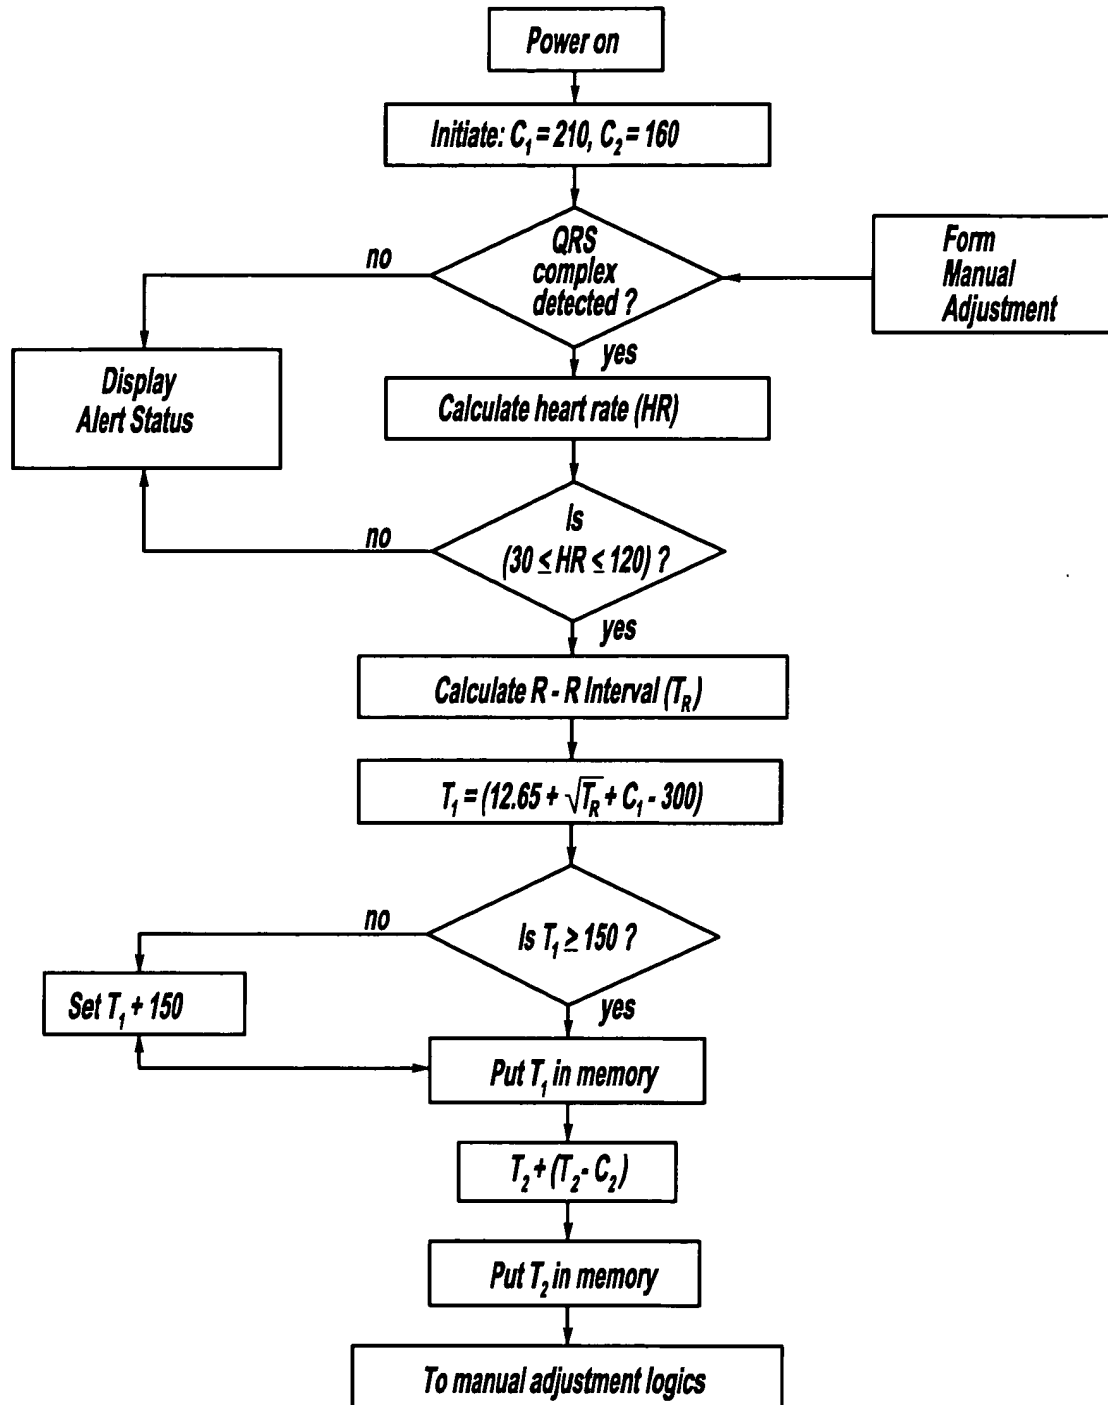 Power on
Initiate: C₁ = 210, C₂ = 160
QRS
complex
detected ?
no
Form
Manual
Adjustment
yes
Display
Alert Status
Calculate heart rate (HR)
Is
(30 ≤ HR ≤ 120) ?
no
yes
Calculate R - R Interval (T_R)
T₁ = (12.65 + √T_R + C₁ - 300)
no
Is T₁ ≥ 150 ?
Set T₁ + 150
yes
Put T₁ in memory
T₂ + (T₂ - C₂)
Put T₂ in memory
To manual adjustment logics